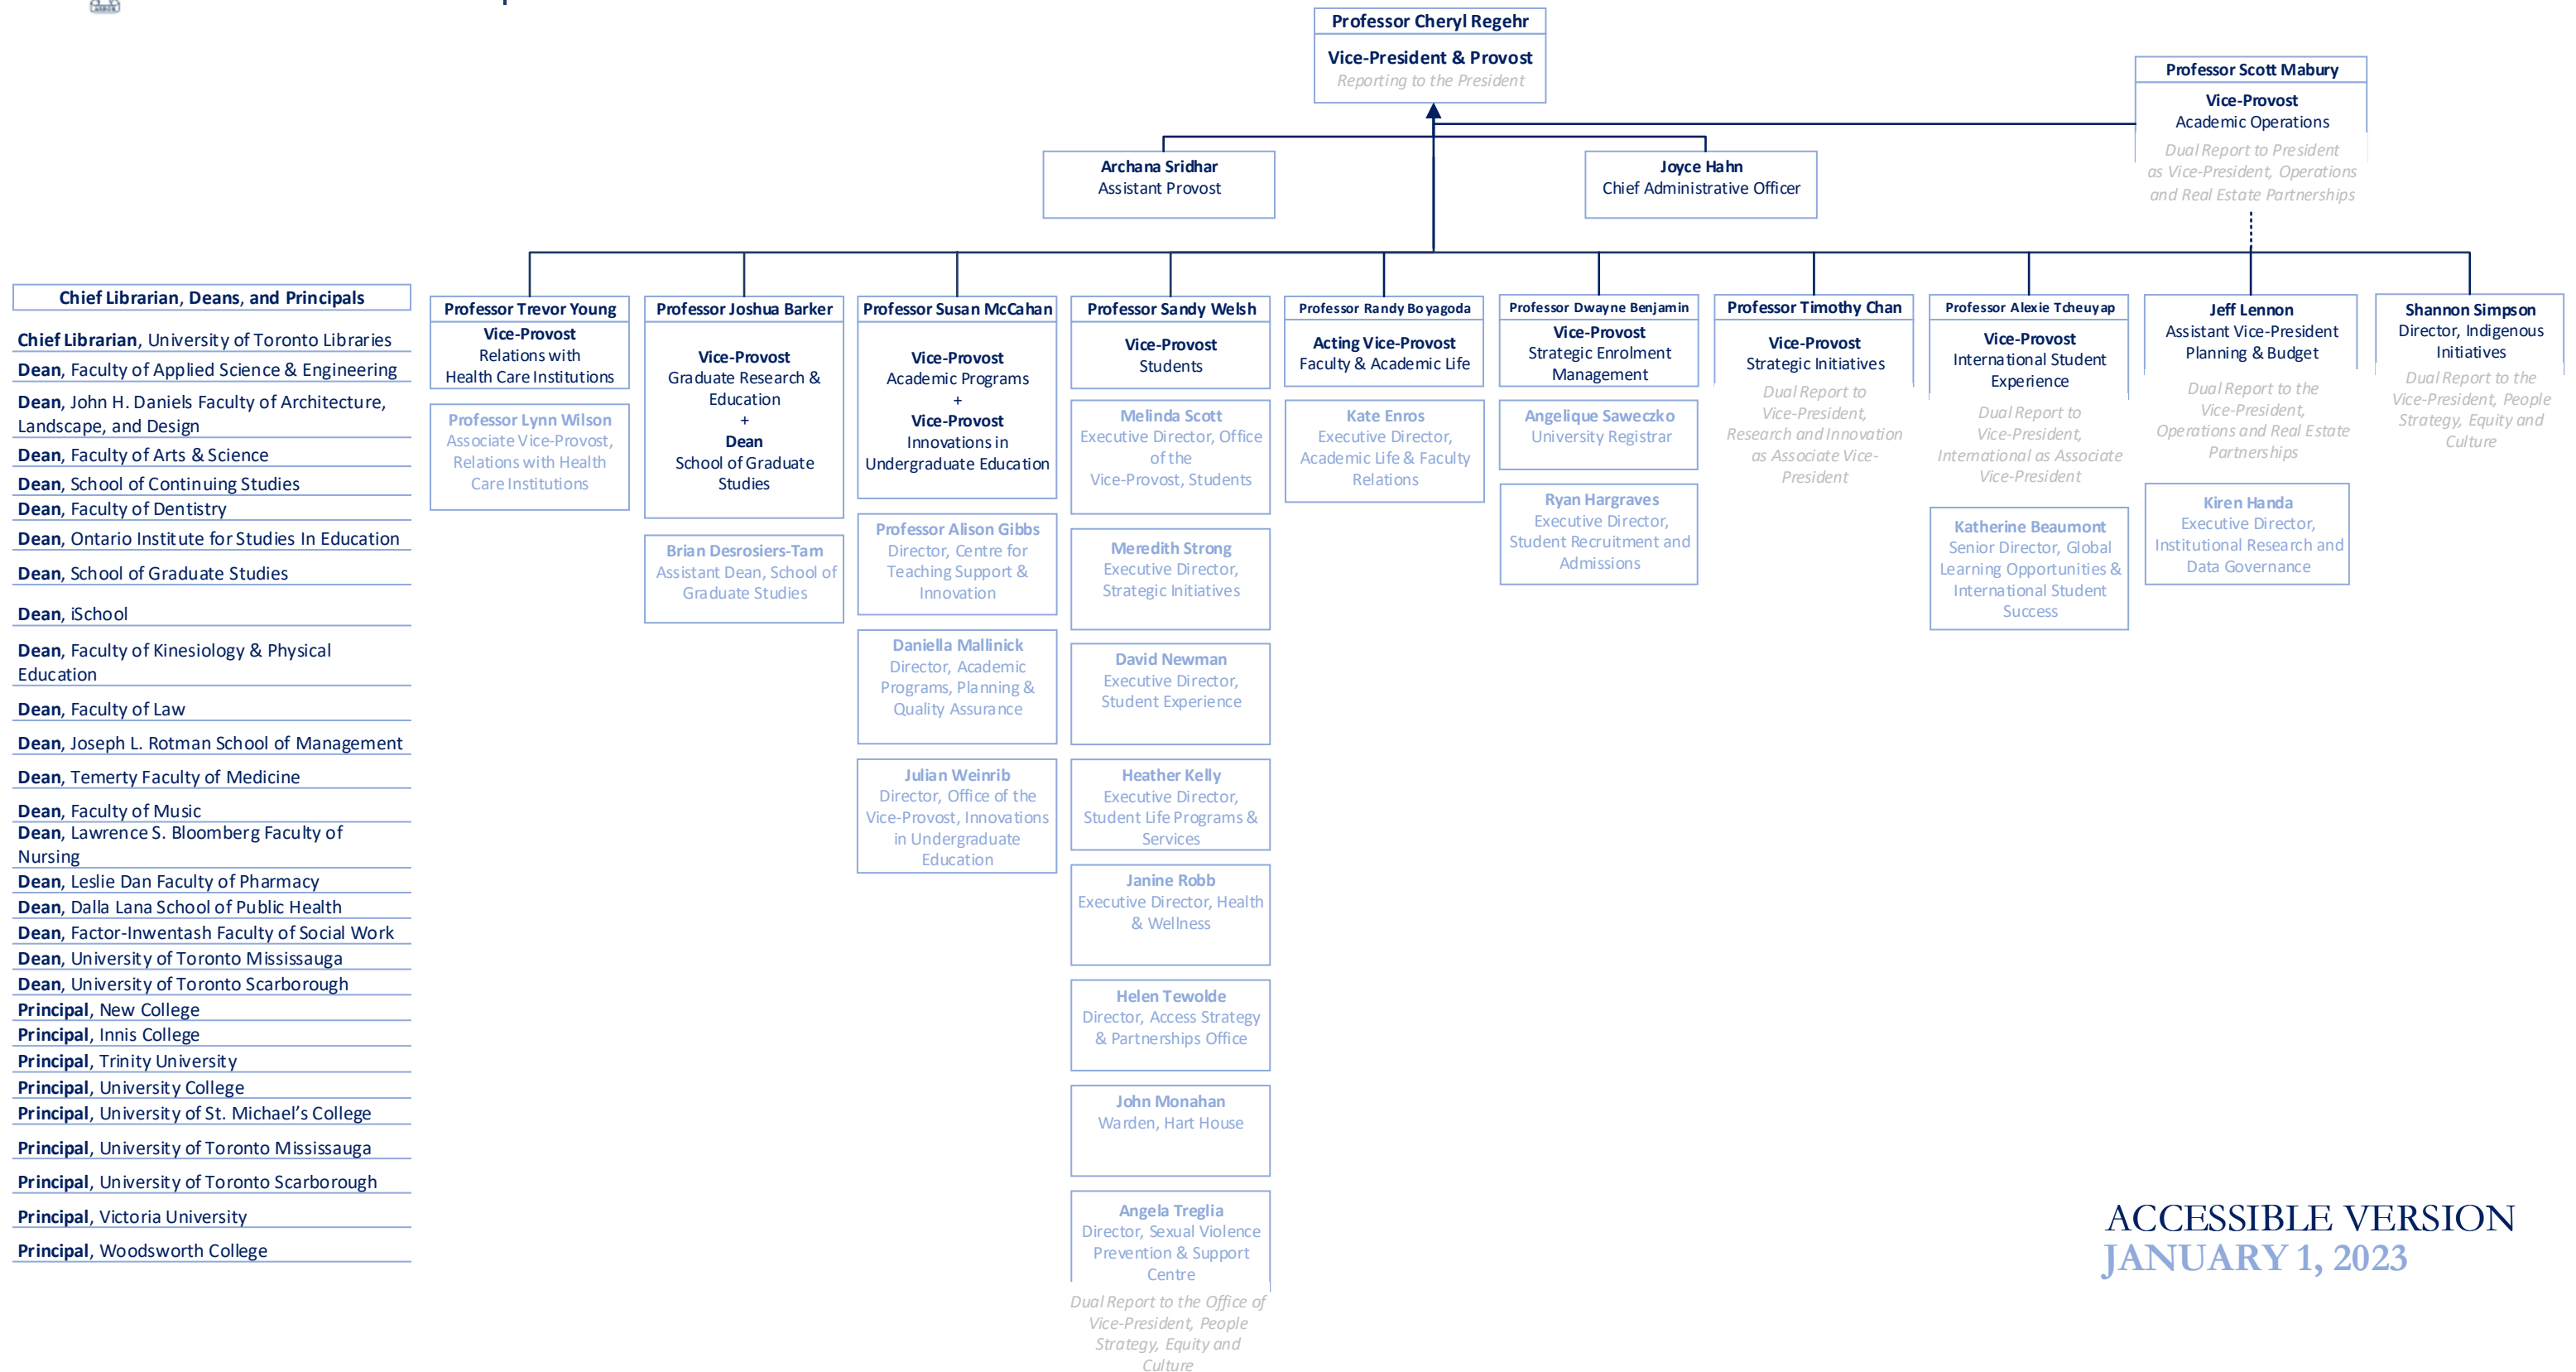 Professor Cheryl Regehr
Vice-President & Provost
Reporting to the President
Professor Scott Mabury
Vice-Provost
Academic Operations
Dual Report to President
as Vice-President, Operations
and Real Estate Partnerships
Archana Sridhar
Assistant Provost
Joyce Hahn
Chief Administrative Officer
Chief Librarian, Deans, and Principals
Chief Librarian, University of Toronto Libraries
Dean, Faculty of Applied Science & Engineering
Dean, John H. Daniels Faculty of Architecture,
Landscape, and Design
Dean, Faculty of Arts & Science
Dean, School of Continuing Studies
Dean, Faculty of Dentistry
Dean, Ontario Institute for Studies In Education
Dean, School of Graduate Studies
Dean, iSchool
Dean, Faculty of Kinesiology & Physical
Education
Dean, Faculty of Law
Dean, Joseph L. Rotman School of Management
Dean, Temerty Faculty of Medicine
Dean, Faculty of Music
Dean, Lawrence S. Bloomberg Faculty of
Nursing
Dean, Leslie Dan Faculty of Pharmacy
Dean, Dalla Lana School of Public Health
Dean, Factor-Inwentash Faculty of Social Work
Dean, University of Toronto Mississauga
Dean, University of Toronto Scarborough
Principal, New College
Principal, Innis College
Principal, Trinity University
Principal, University College
Principal, University of St. Michael's College
Principal, University of Toronto Mississauga
Principal, University of Toronto Scarborough
Principal, Victoria University
Principal, Woodsworth College
Professor Trevor Young
Vice-Provost
Relations with
Health Care Institutions
Professor Lynn Wilson
Associate Vice-Provost,
Relations with Health
Care Institutions
Professor Joshua Barker
Vice-Provost
Graduate Research &
Education
+
Dean
School of Graduate
Studies
Brian Desrosiers-Tam
Assistant Dean, School of
Graduate Studies
Professor Susan McCahan
Vice-Provost
Academic Programs
+
Vice-Provost
Innovations in
Undergraduate Education
Professor Alison Gibbs
Director, Centre for
Teaching Support &
Innovation
Daniella Mallinick
Director, Academic
Programs, Planning &
Quality Assurance
Julian Weinrib
Director, Office of the
Vice-Provost, Innovations
in Undergraduate
Education
Professor Sandy Welsh
Vice-Provost
Students
Melinda Scott
Executive Director, Office
of the
Vice-Provost, Students
Meredith Strong
Executive Director,
Strategic Initiatives
David Newman
Executive Director,
Student Experience
Heather Kelly
Executive Director,
Student Life Programs &
Services
Janine Robb
Executive Director, Health
& Wellness
Helen Tewolde
Director, Access Strategy
& Partnerships Office
John Monahan
Warden, Hart House
Angela Treglia
Director, Sexual Violence
Prevention & Support
Centre
Dual Report to the Office of
Vice-President, People
Strategy, Equity and
Culture
Professor Randy Boyagoda
Acting Vice-Provost
Faculty & Academic Life
Kate Enros
Executive Director,
Academic Life & Faculty
Relations
Professor Dwayne Benjamin
Vice-Provost
Strategic Enrolment
Management
Angelique Saweczko
University Registrar
Ryan Hargraves
Executive Director,
Student Recruitment and
Admissions
Professor Timothy Chan
Vice-Provost
Strategic Initiatives
Dual Report to
Vice-President,
Research and Innovation
as Associate Vice-
President
Professor Alexie Tcheuyap
Vice-Provost
International Student
Experience
Dual Report to
Vice-President,
International as Associate
Vice-President
Katherine Beaumont
Senior Director, Global
Learning Opportunities &
International Student
Success
Jeff Lennon
Assistant Vice-President
Planning & Budget
Dual Report to the
Vice-President,
Operations and Real Estate
Partnerships
Kiren Handa
Executive Director,
Institutional Research and
Data Governance
Shannon Simpson
Director, Indigenous
Initiatives
Dual Report to the
Vice-President, People
Strategy, Equity and
Culture
ACCESSIBLE VERSION
JANUARY 1, 2023